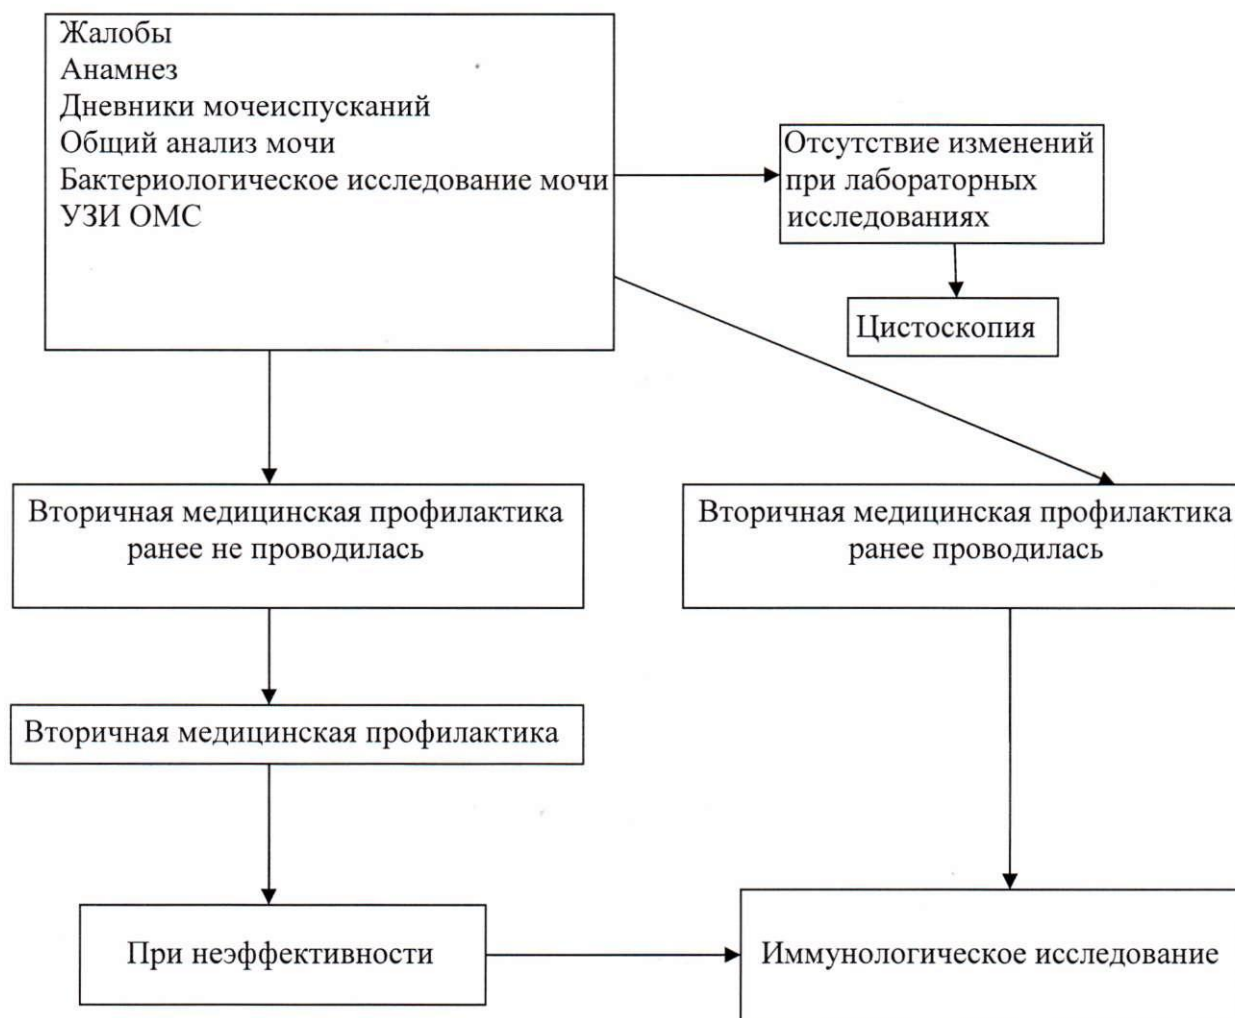 Жалобы
Анамнез
Дневники мочеиспусканий
Общий анализ мочи
Бактериологическое исследование мочи
УЗИ ОМС
Отсутствие изменений
при лабораторных
исследованиях
Цистоскопия
Вторичная медицинская профилактика
ранее не проводилась
Вторичная медицинская профилактика
ранее проводилась
Вторичная медицинская профилактика
При неэффективности
Иммунологическое исследование